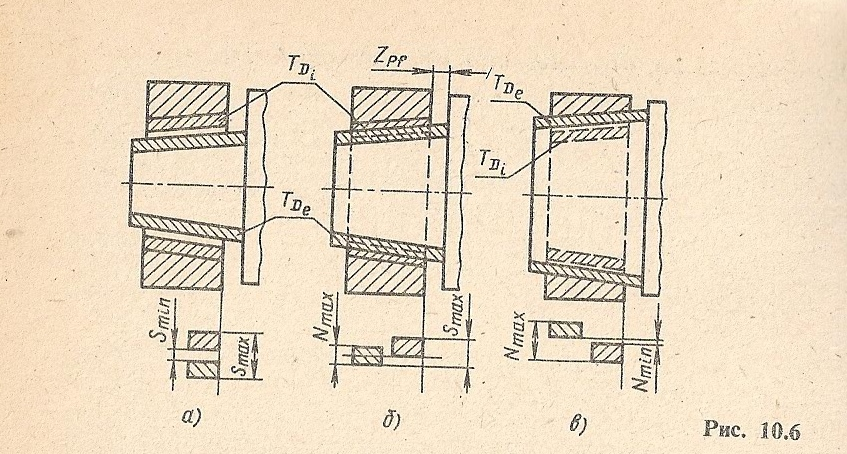 Z_pf
T_Di
T_De
T_De
T_Di
S_min
S_max
N_max
S_max
N_max
N_min
а)
б)
в)
Рис. 10.6